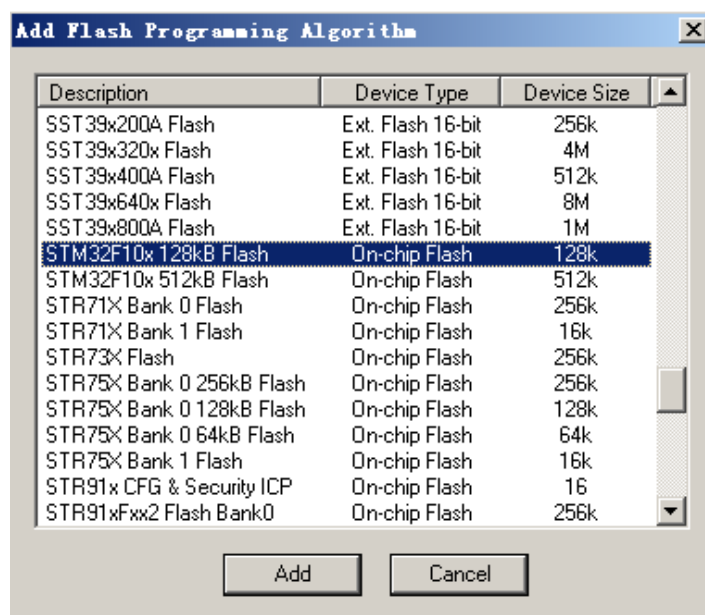 Add Flash Programming Algorithm
Description Device Type Device Size
SST39x200A Flash Ext. Flash 16-bit 256k
SST39x320x Flash Ext. Flash 16-bit 4M
SST39x400A Flash Ext. Flash 16-bit 512k
SST39x640x Flash Ext. Flash 16-bit 8M
SST39x800A Flash Ext. Flash 16-bit 1M
STM32F10x 128kB Flash On-chip Flash 128k
STM32F10x 512kB Flash On-chip Flash 512k
STR71X Bank 0 Flash On-chip Flash 256k
STR71X Bank 1 Flash On-chip Flash 16k
STR73X Flash On-chip Flash 256k
STR75X Bank 0 256kB Flash On-chip Flash 256k
STR75X Bank 0 128kB Flash On-chip Flash 128k
STR75X Bank 0 64kB Flash On-chip Flash 64k
STR75X Bank 1 Flash On-chip Flash 16k
STR91x CFG & Security ICP On-chip Flash 16
STR91xFxx2 Flash Bank0 On-chip Flash 256k
Add Cancel